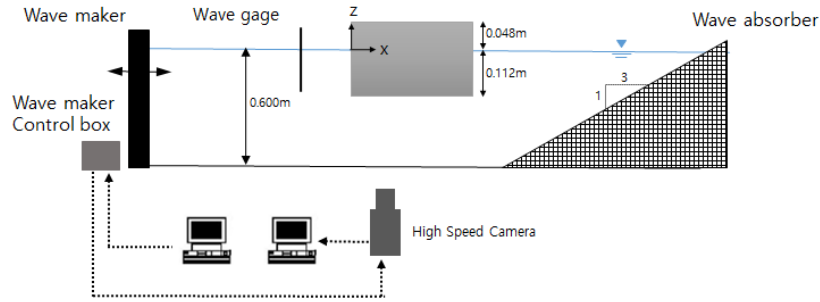 Wave maker
Wave gage
Z
X
0.048m
0.112m
Wave absorber
3
1
0.600m
Wave maker
Control box
High Speed Camera